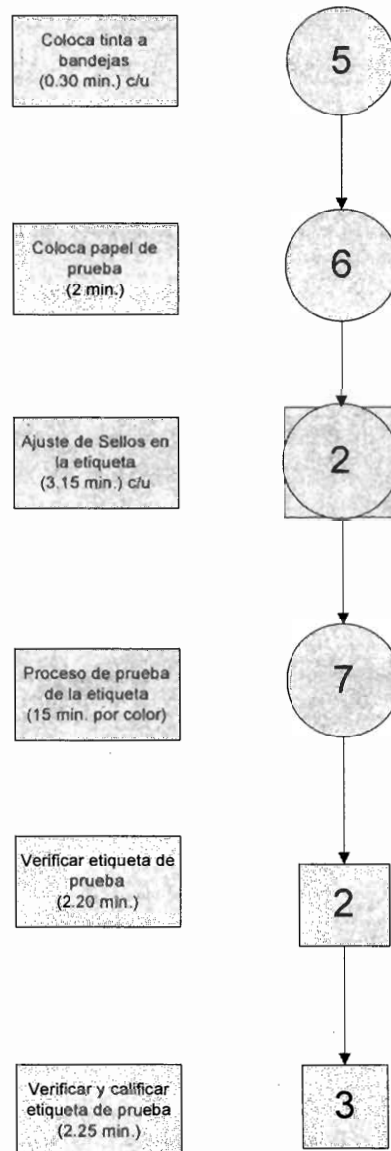 Coloca tinta a
bandejas
(0.30 min.) c/u
5
Coloca papel de
prueba
(2 min.)
6
Ajuste de Sellos en
la etiqueta
(3.15 min.) c/u
2
Proceso de prueba
de la etiqueta
(15 min. por color)
7
Verificar etiqueta de
prueba
(2.20 min.)
2
Verificar y calificar
etiqueta de prueba
(2.25 min.)
3